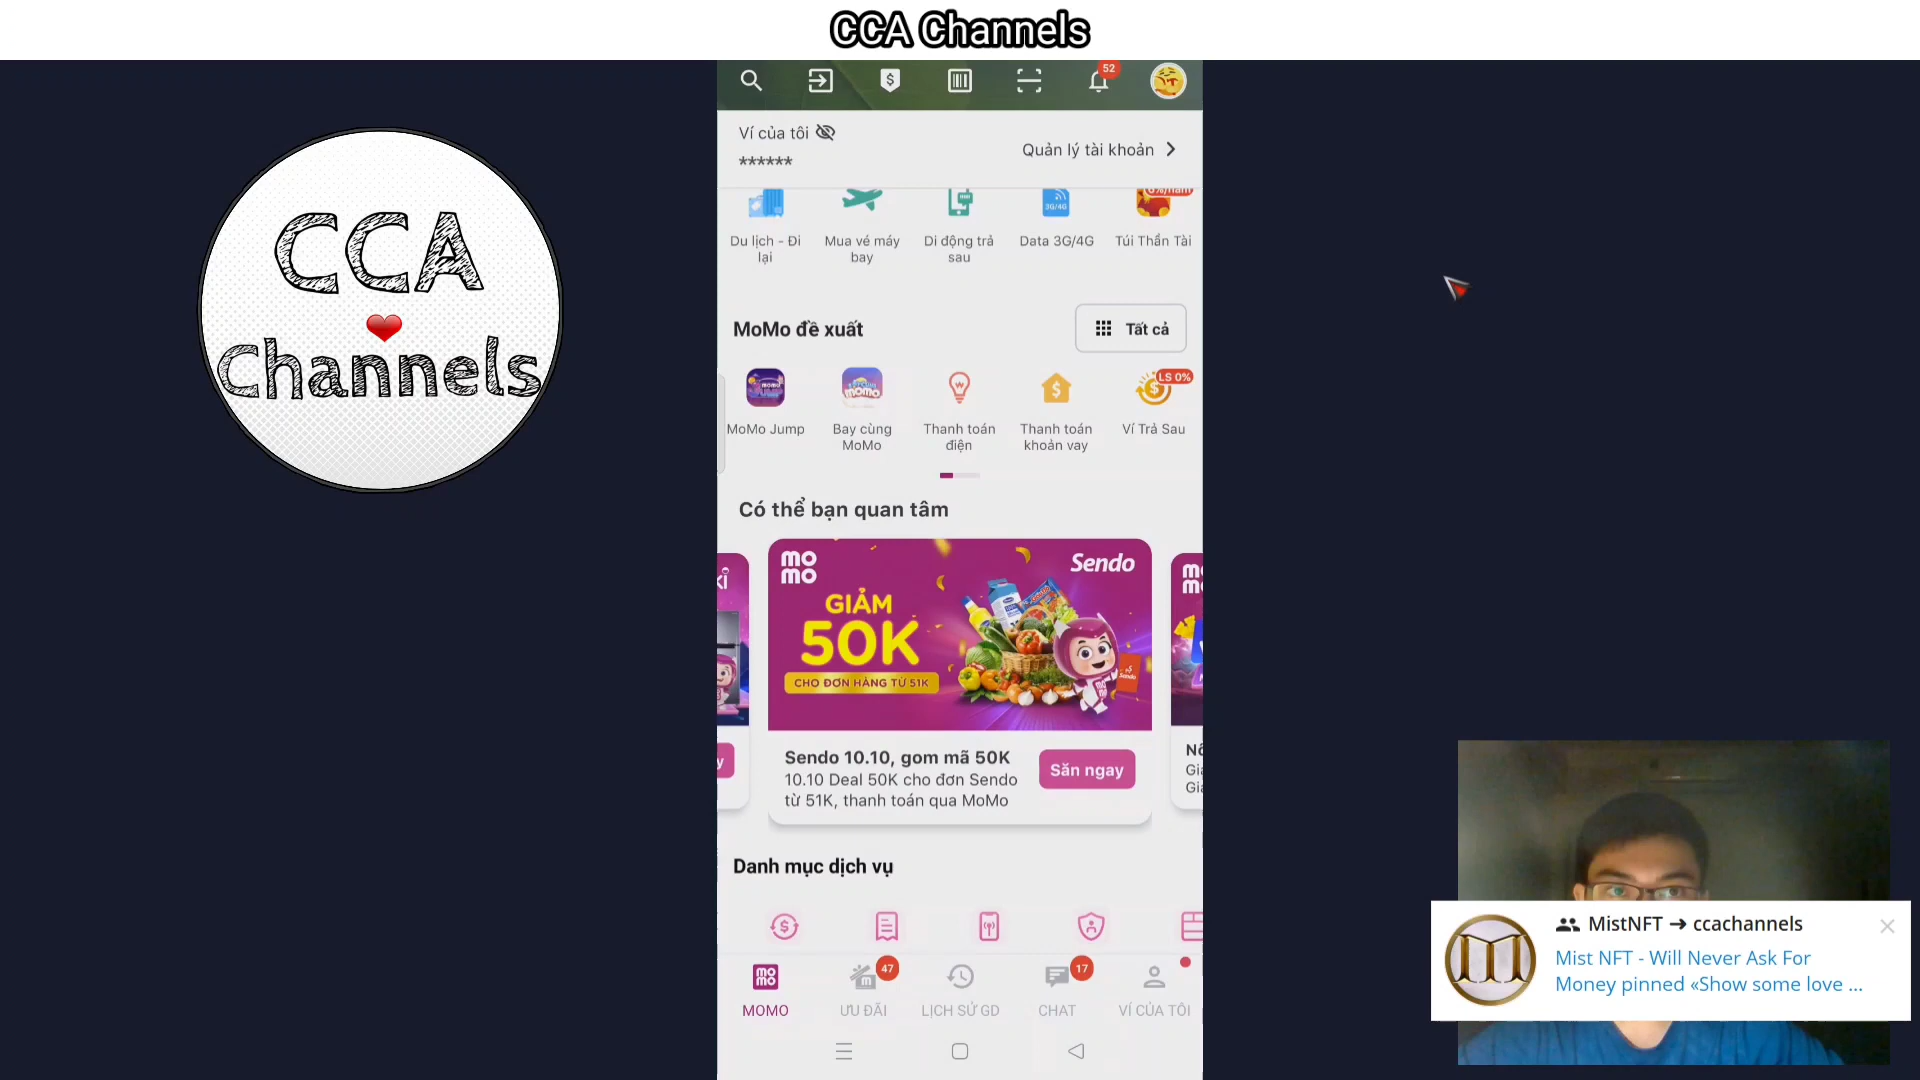 CCA Channels
CCA
Channels
52
Ví của tôi
******
Quản lý tài khoản
3G/4G
Du lịch - Đi
lại
Mua vé máy
bay
Di động trả
sau
Data 3G/4G
Túi Thần Tài
MoMo đề xuất
Tất cả
LS 0%
MoMo Jump
Bay cùng
MoMo
Thanh toán
điện
Thanh toán
khoản vay
Ví Trả Sau
Có thể bạn quan tâm
mo
mo
Sendo
GIẢM
50K
CHO ĐƠN HÀNG TỪ 51K
Sendo 10.10, gom mã 50K
10.10 Deal 50K cho đơn Sendo
từ 51K, thanh toán qua MoMo
Săn ngay
Danh mục dịch vụ
47
17
MOMO
ƯU ĐÃI
LỊCH SỬ GD
CHAT
VÍ CỦA TÔI
MistNFT → ccachannels
Mist NFT - Will Never Ask For
Money pinned «Show some love ...